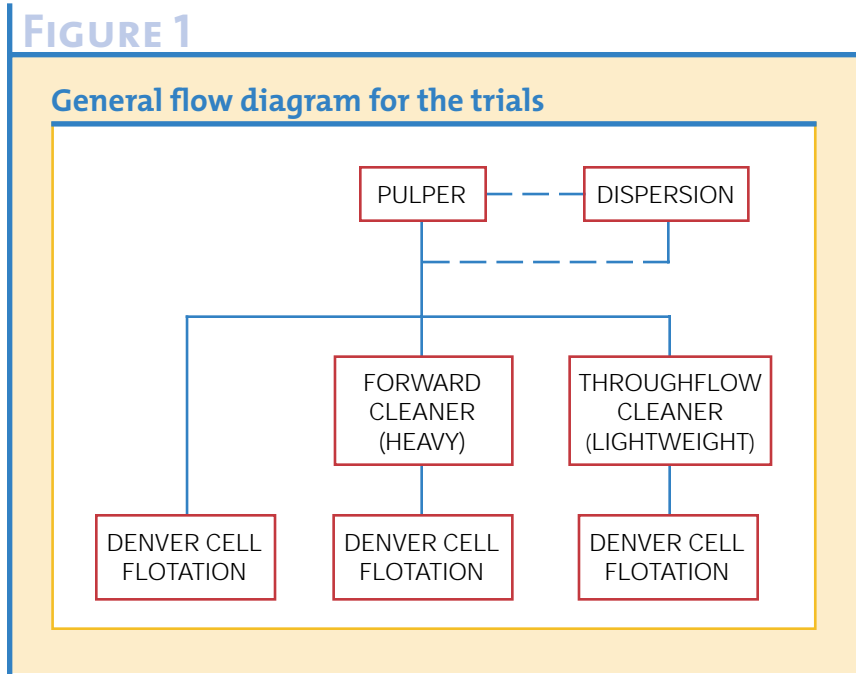 FIGURE 1
General flow diagram for the trials
PULPER
DISPERSION
FORWARD
CLEANER
(HEAVY)
THROUGHFLOW
CLEANER
(LIGHTWEIGHT)
DENVER CELL
FLOTATION
DENVER CELL
FLOTATION
DENVER CELL
FLOTATION